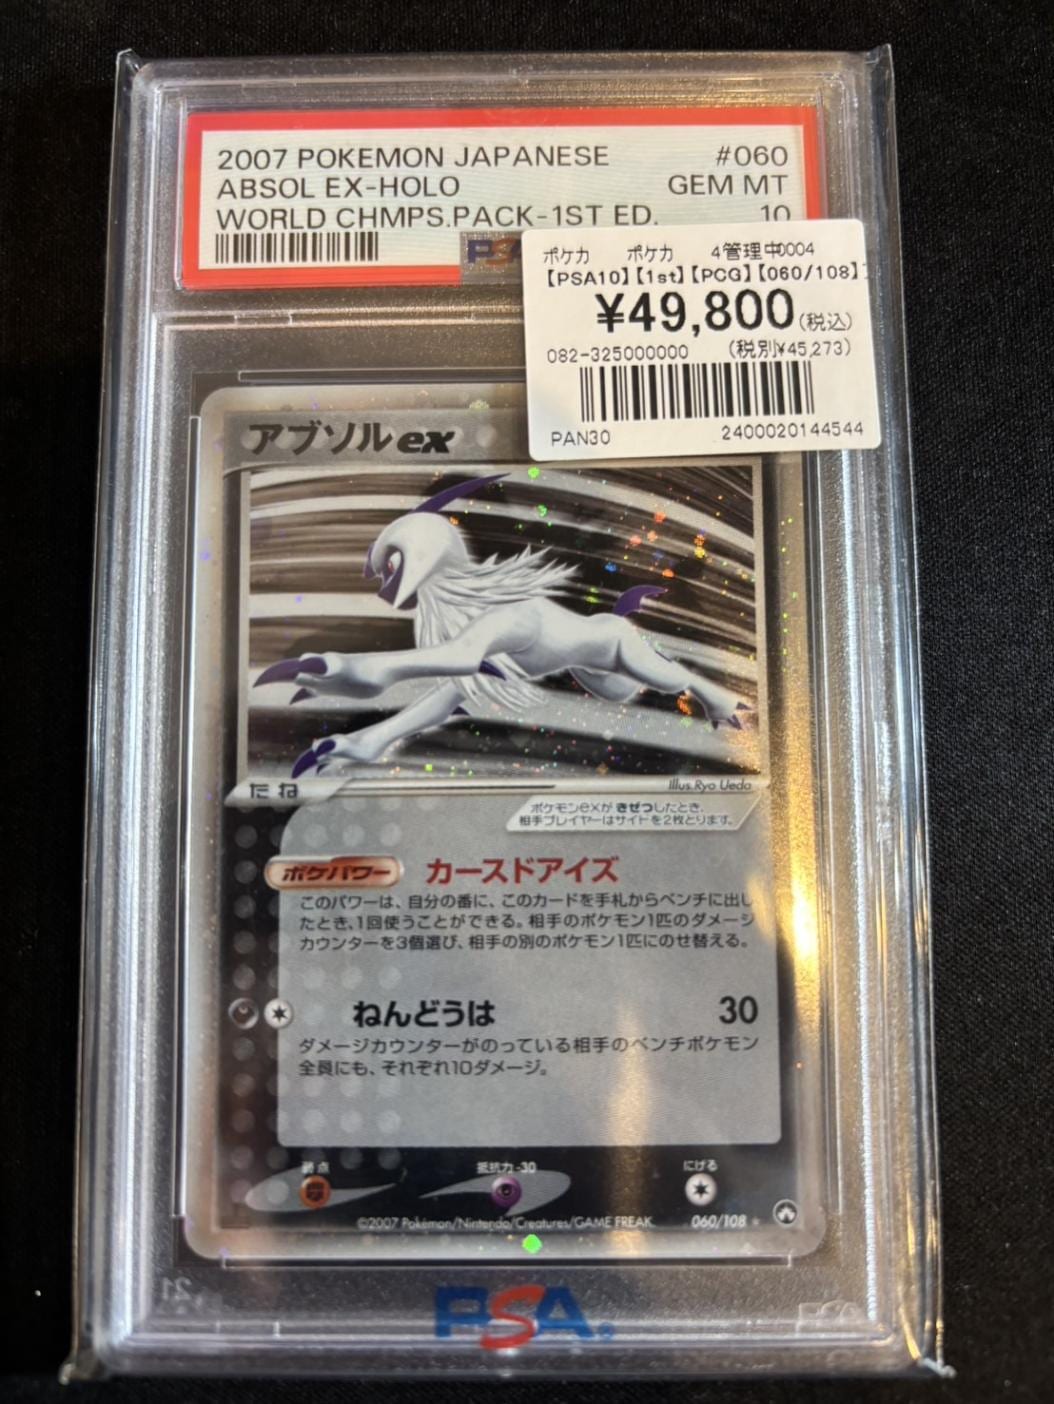 2007 POKEMON JAPANESE #060
ABSOL EX-HOLO GEM MT
WORLD CHMPS.PACK-1ST ED. 10
ポケカ ポケカ 4管理中0004
【PSA10】【1st】【PCG】【060/108】
¥49,800(税込)
082-325000000 (税別¥45,273)
PAN30 2400020144544
アブソルex
たね
Illus.Ryo Ueda
ポケモンexが きぜつしたとき、
相手プレイヤーはサイドを2枚とります。
ポケパワー カースドアイズ
このパワーは、自分の番に、このカードを手札からベンチに出し
たとき、1回使うことができる。相手のポケモン1匹のダメージ
カウンターを3個選び、相手の別のポケモン1匹にのせ替える。
ねんどうは 30
ダメージカウンターがのっている相手のベンチポケモン
全員にも、それぞれ10ダメージ。
弱点 抵抗力 -30 にげる
©2007 Pokémon/Nintendo/Creatures/GAME FREAK. 060/108
PSA